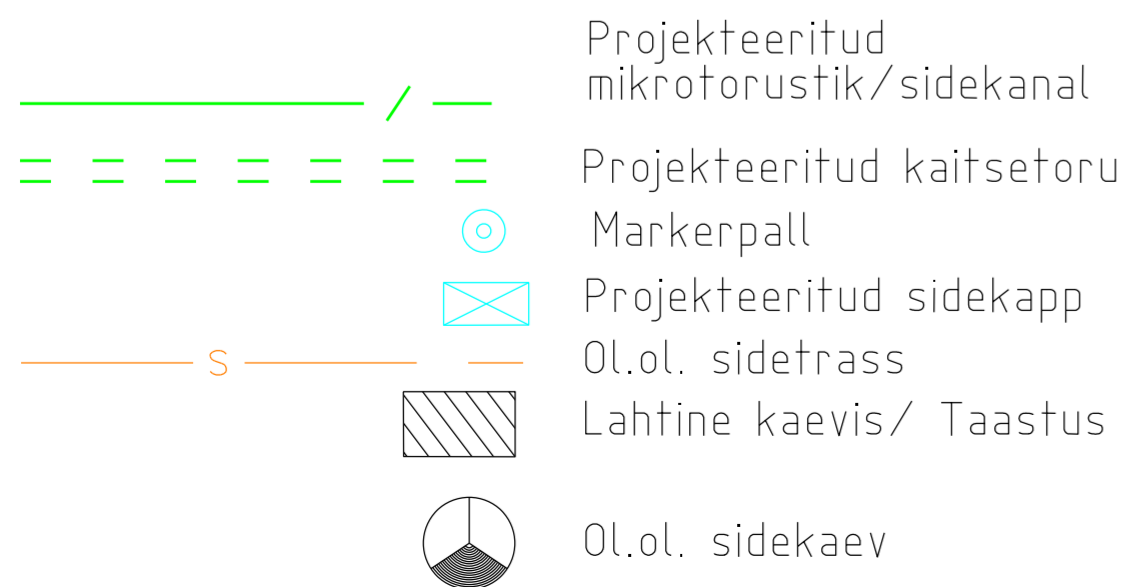 Projekteeritud
mikrotorustik/sidekanal
Projekteeritud kaitsetoru
Markerpall
Projekteeritud sidekapp
S
Ol.ol. sidetrass
Lahtine kaevis/ Taastus
Ol.ol. sidekaev